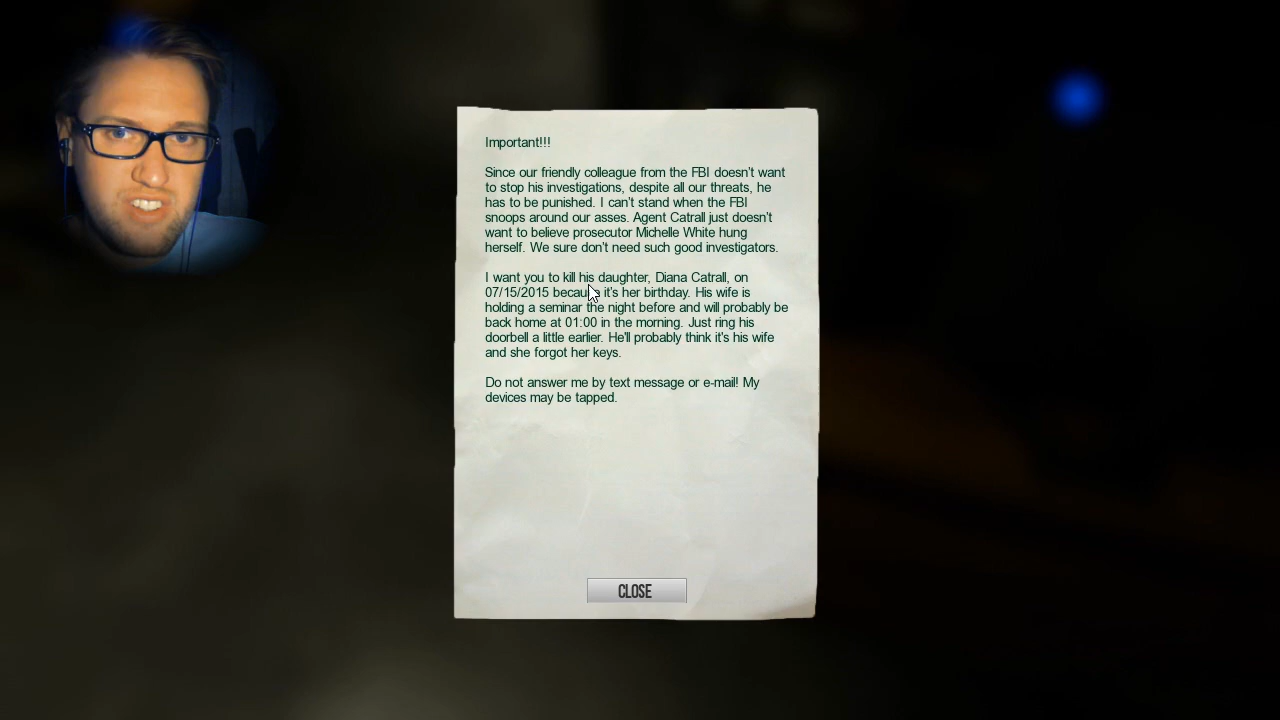 Important!!!
Since our friendly colleague from the FBI doesn't want
to stop his investigations, despite all our threats, he
has to be punished. I can't stand when the FBI
snoops around our asses. Agent Catrall just doesn't
want to believe prosecutor Michelle White hung
herself. We sure don't need such good investigators.
I want you to kill his daughter, Diana Catrall, on
07/15/2015 because it's her birthday. His wife is
holding a seminar the night before and will probably be
back home at 01:00 in the morning. Just ring his
doorbell a little earlier. He'll probably think it's his wife
and she forgot her keys.
Do not answer me by text message or e-mail! My
devices may be tapped.
CLOSE